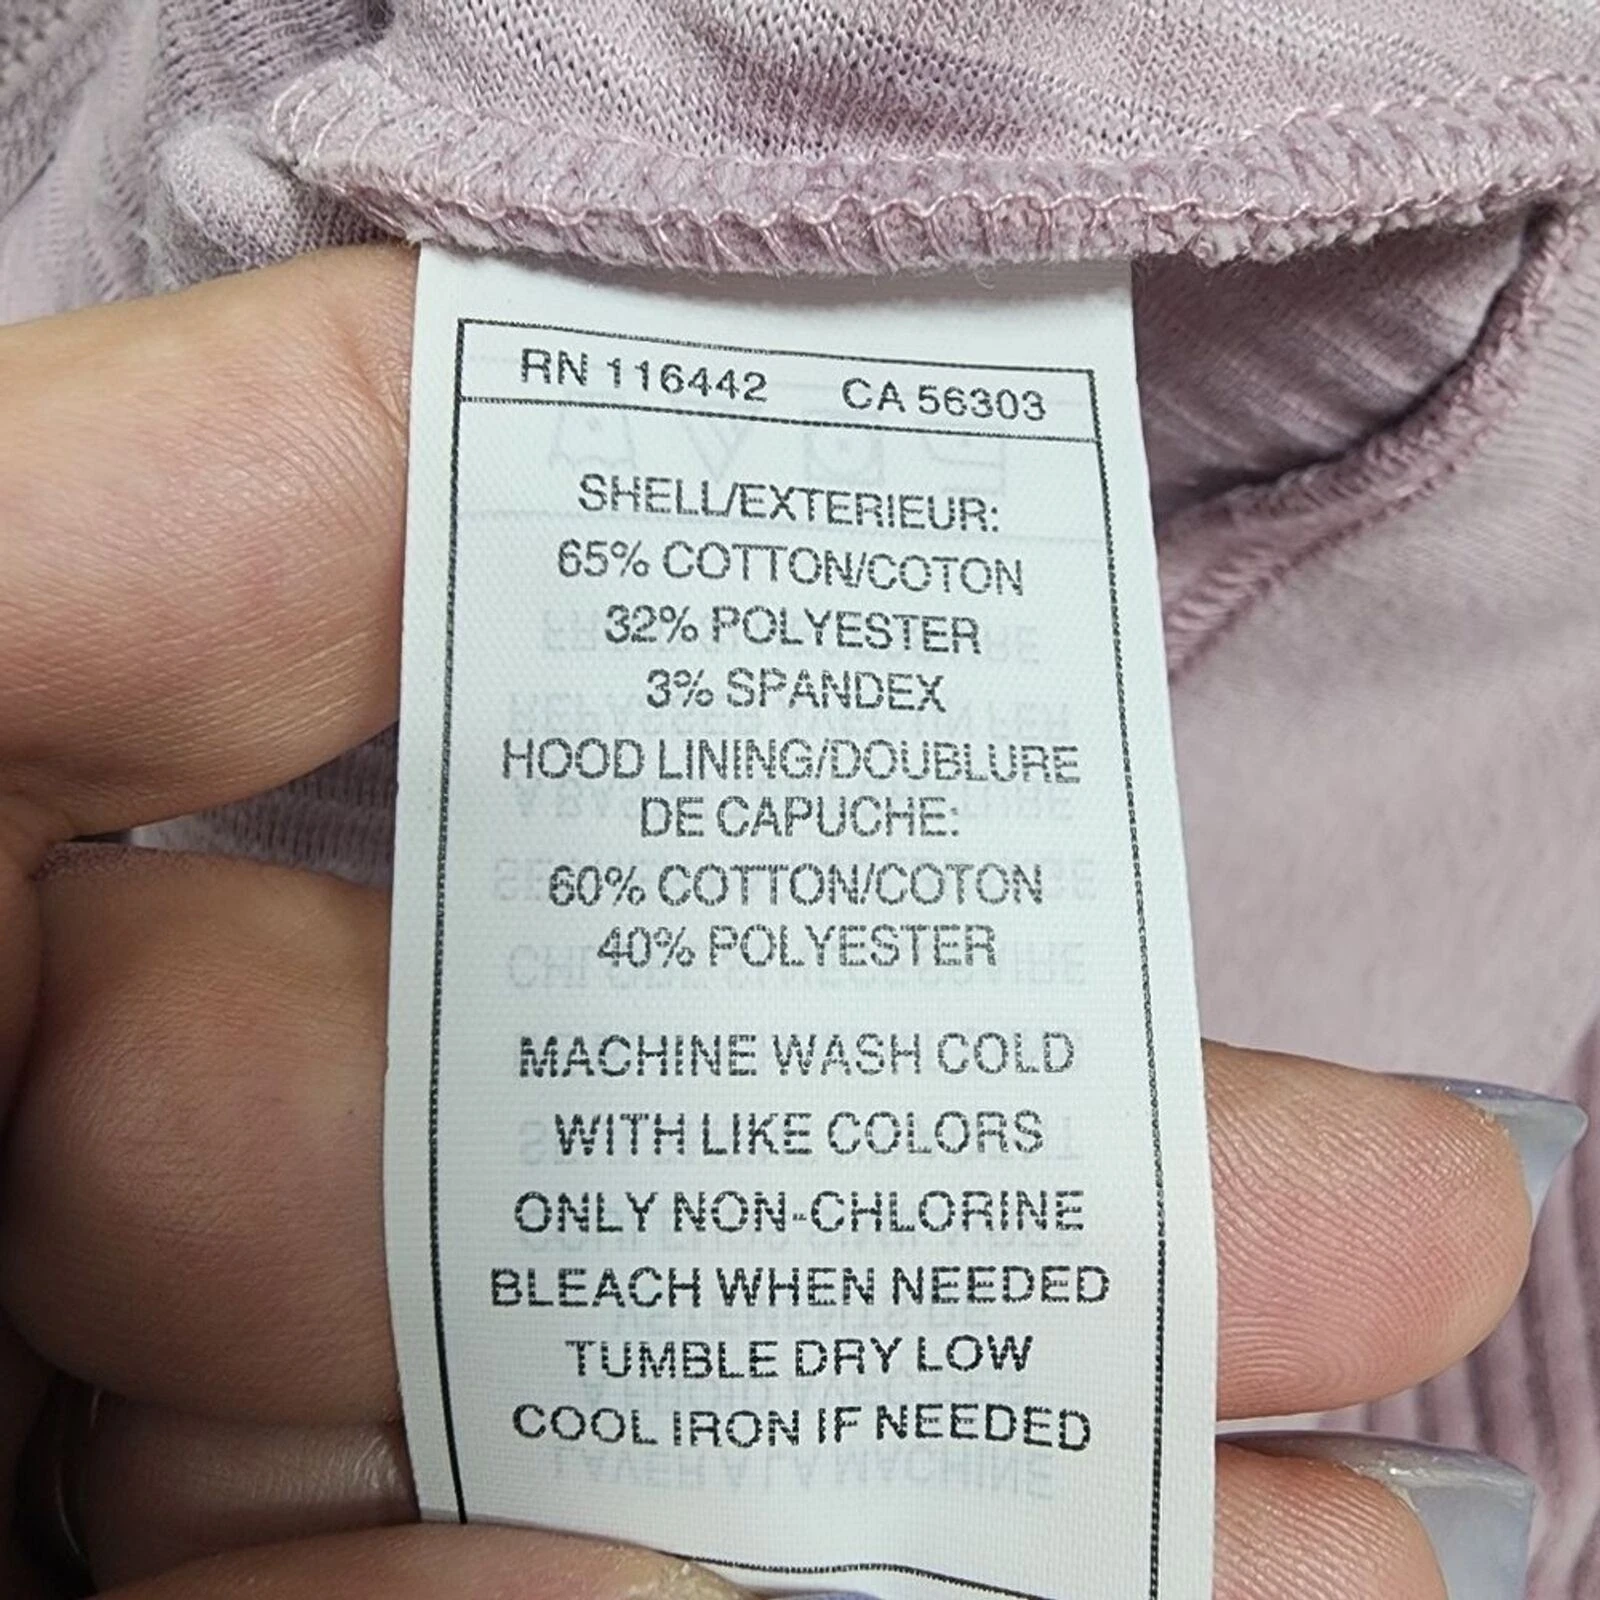 RN 116442 CA 56303
SHELL/EXTERIEUR:
65% COTTON/COTON
32% POLYESTER
3% SPANDEX
HOOD LINING/DOUBLURE
DE CAPUCHE:
60% COTTON/COTON
40% POLYESTER
MACHINE WASH COLD
WITH LIKE COLORS
ONLY NON-CHLORINE
BLEACH WHEN NEEDED
TUMBLE DRY LOW
COOL IRON IF NEEDED